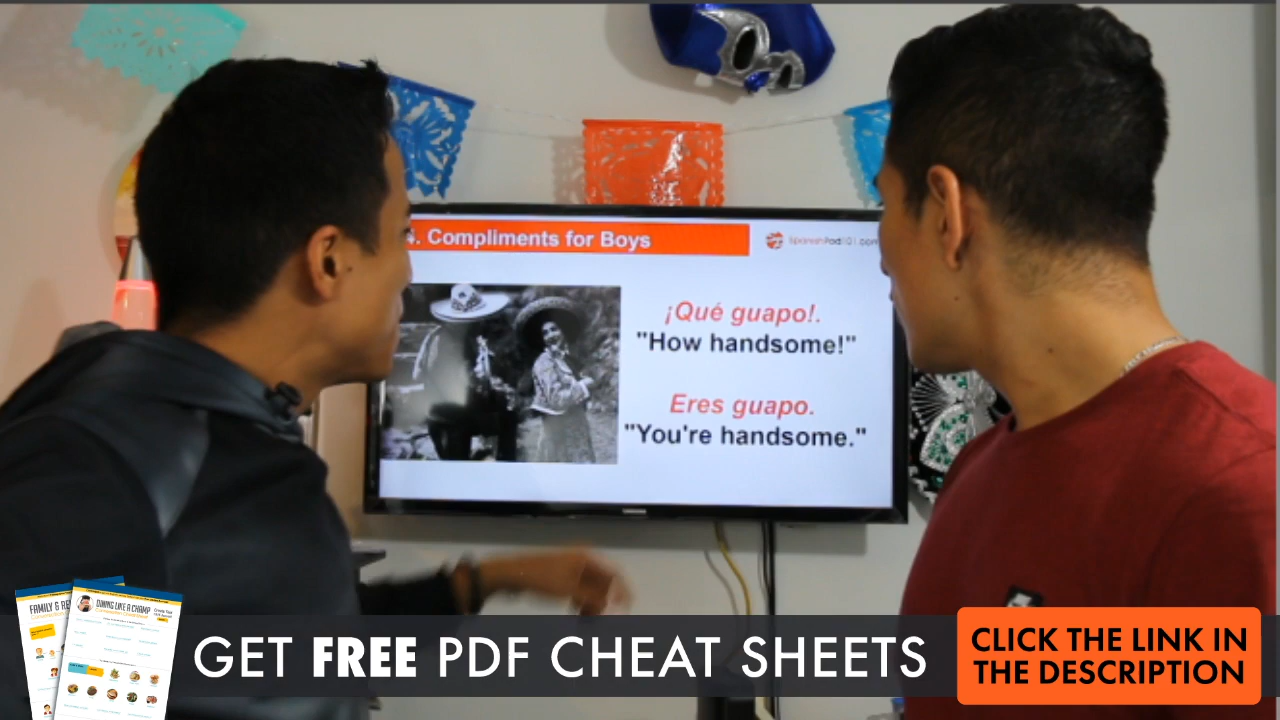 4. Compliments for Boys
SpanishPod101.com
¡Qué guapo!.
"How handsome!"
Eres guapo.
"You're handsome."
FAMILY & RE
DINING LIKE A CHAMP
GET FREE PDF CHEAT SHEETS
CLICK THE LINK IN
THE DESCRIPTION